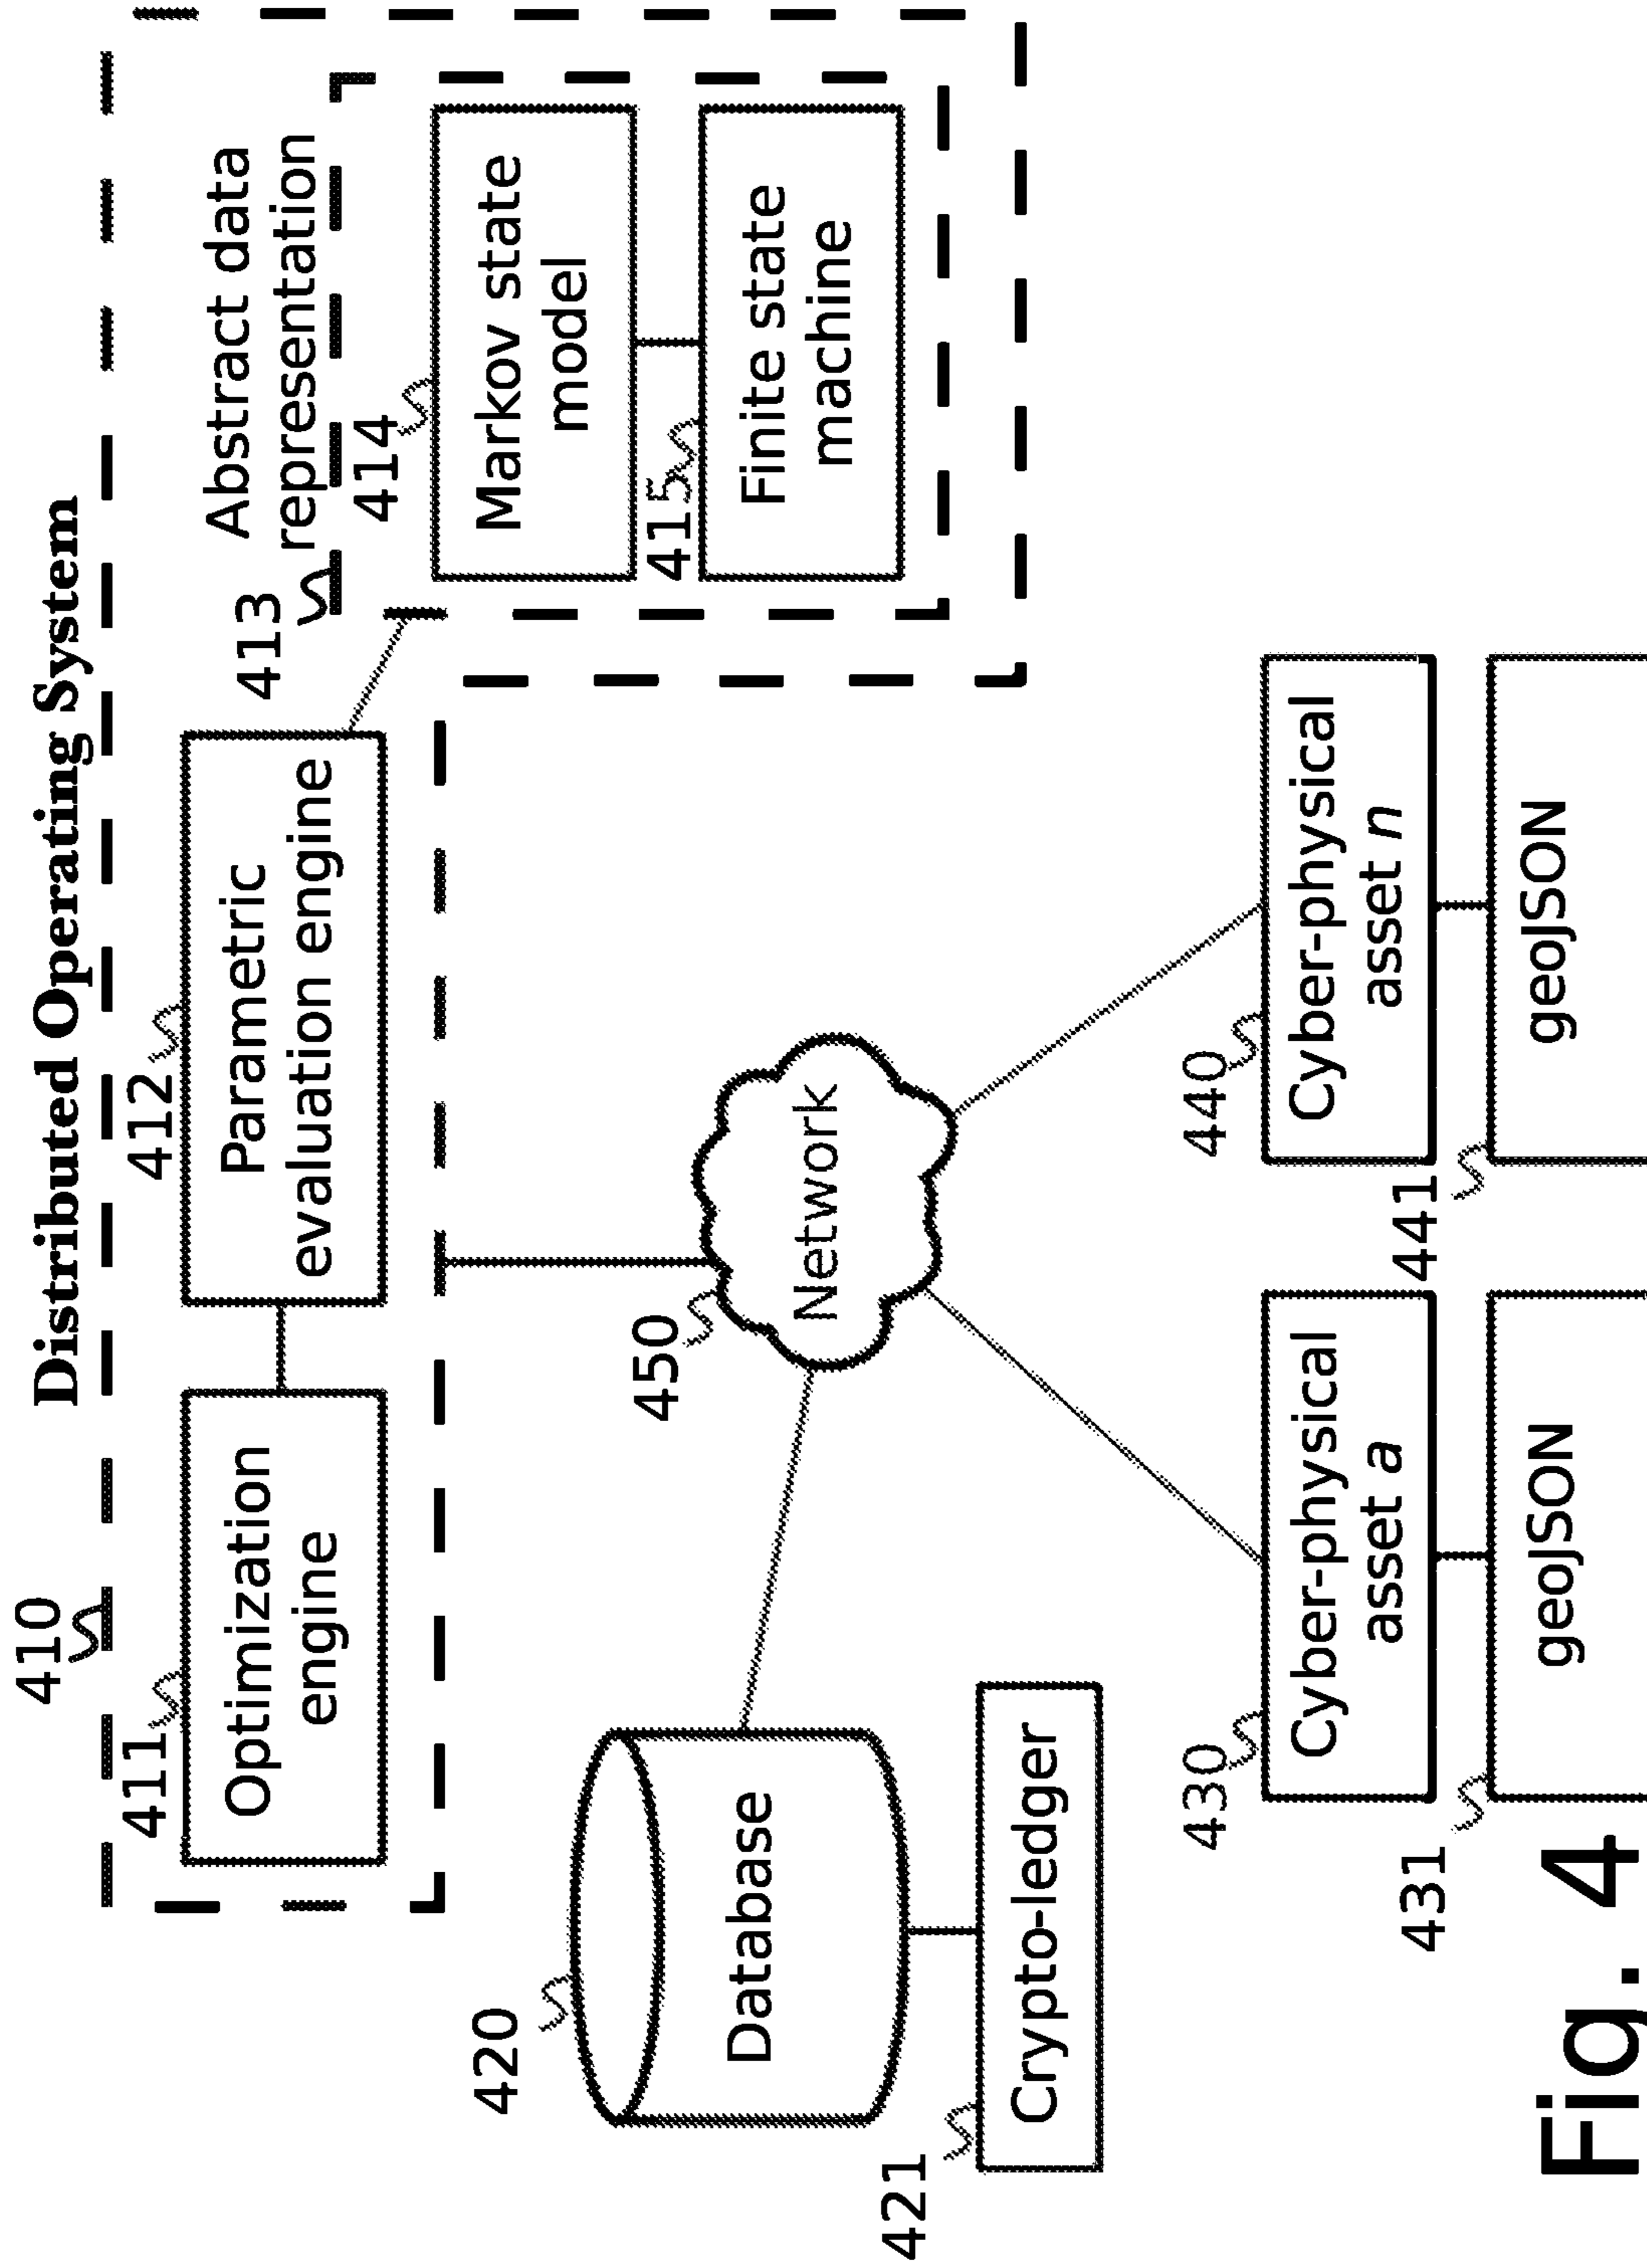 Distributed Operating System
410
411
Optimization
engine
412
Parametric
evaluation engine
413
Abstract data
representation
414
Markov state
model
415
Finite state
machine
420
Database
421
Crypto-ledger
450
Network
430
Cyber-physical
asset a
431
geoJSON
440
Cyber-physical
asset n
441
geoJSON
Fig. 4